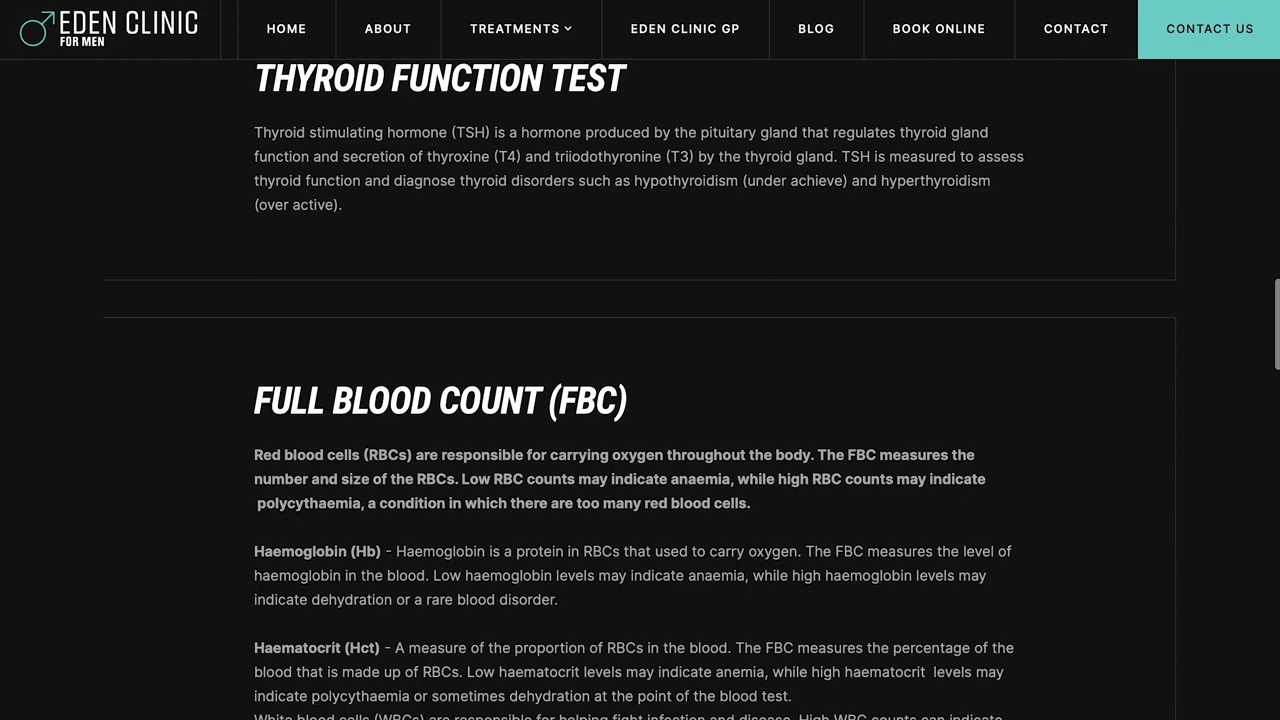 EDEN CLINIC
FOR MEN
HOME ABOUT TREATMENTS EDEN CLINIC GP BLOG BOOK ONLINE CONTACT CONTACT US
THYROID FUNCTION TEST
Thyroid stimulating hormone (TSH) is a hormone produced by the pituitary gland that regulates thyroid gland
function and secretion of thyroxine (T4) and triiodothyronine (T3) by the thyroid gland. TSH is measured to assess
thyroid function and diagnose thyroid disorders such as hypothyroidism (under achieve) and hyperthyroidism
(over active).
FULL BLOOD COUNT (FBC)
Red blood cells (RBCs) are responsible for carrying oxygen throughout the body. The FBC measures the
number and size of the RBCs. Low RBC counts may indicate anaemia, while high RBC counts may indicate
polycythaemia, a condition in which there are too many red blood cells.
Haemoglobin (Hb) - Haemoglobin is a protein in RBCs that used to carry oxygen. The FBC measures the level of
haemoglobin in the blood. Low haemoglobin levels may indicate anaemia, while high haemoglobin levels may
indicate dehydration or a rare blood disorder.
Haematocrit (Hct) - A measure of the proportion of RBCs in the blood. The FBC measures the percentage of the
blood that is made up of RBCs. Low haematocrit levels may indicate anemia, while high haematocrit levels may
indicate polycythaemia or sometimes dehydration at the point of the blood test.
White blood cells (WBCs) are responsible for helping fight infection and disease. High WBC counts can indicate